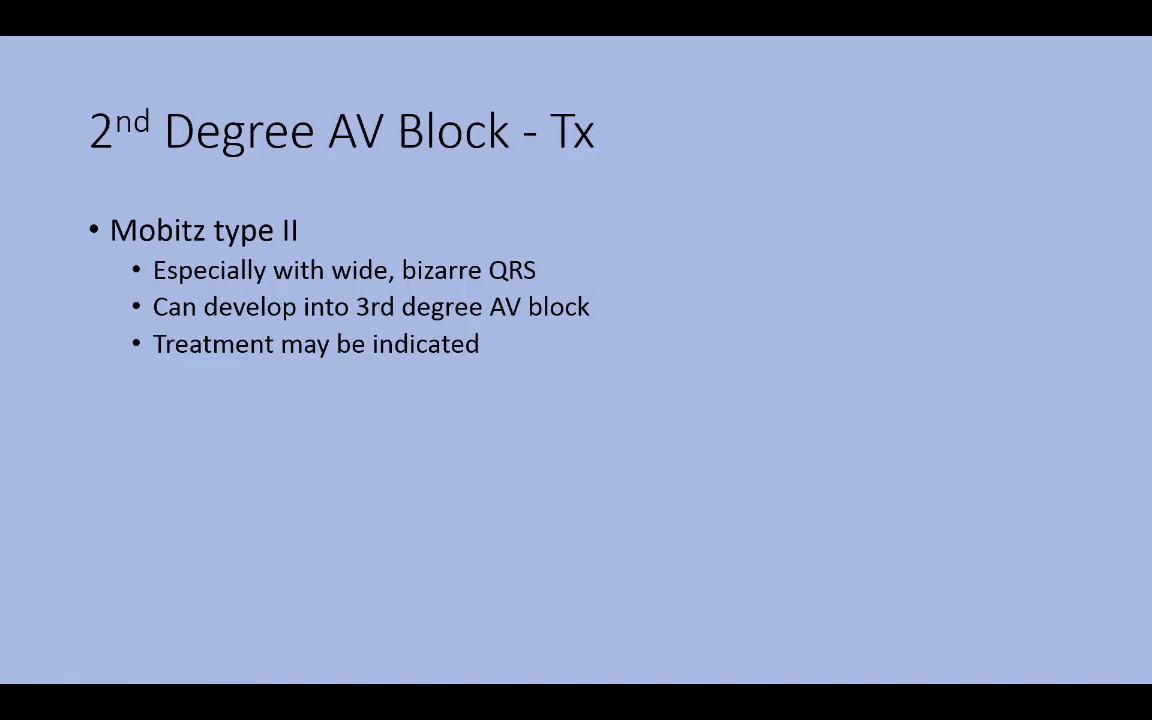 2nd Degree AV Block - Tx
• Mobitz type II
• Especially with wide, bizarre QRS
• Can develop into 3rd degree AV block
• Treatment may be indicated